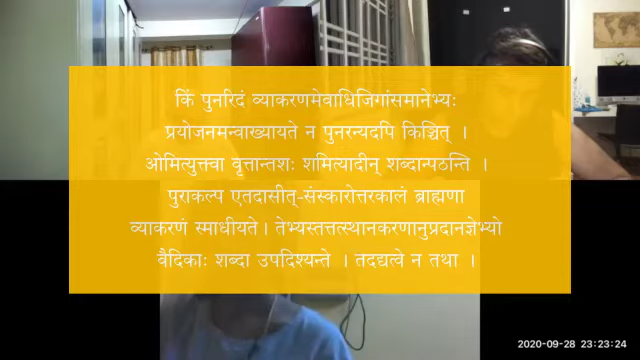 किं पुनरिदं व्याकरणमेवाधिजिगांसमानेभ्यः
प्रयोजनमन्वाख्यायते न पुनरन्यदपि किञ्चित् ।
ओमित्युक्त्वा वृत्तान्तशः शमित्यादीन् शब्दान्पठन्ति ।
पुराकल्प एतदासीत्-संस्कारोत्तरकालं ब्राह्मणा
व्याकरणं स्माधीयते । तेभ्यस्तत्तत्स्थानकरणानुप्रदानज्ञेभ्यो
वैदिकाः शब्दा उपदिश्यन्ते । तदद्यत्वे न तथा ।
2020-09-28 23:23:24